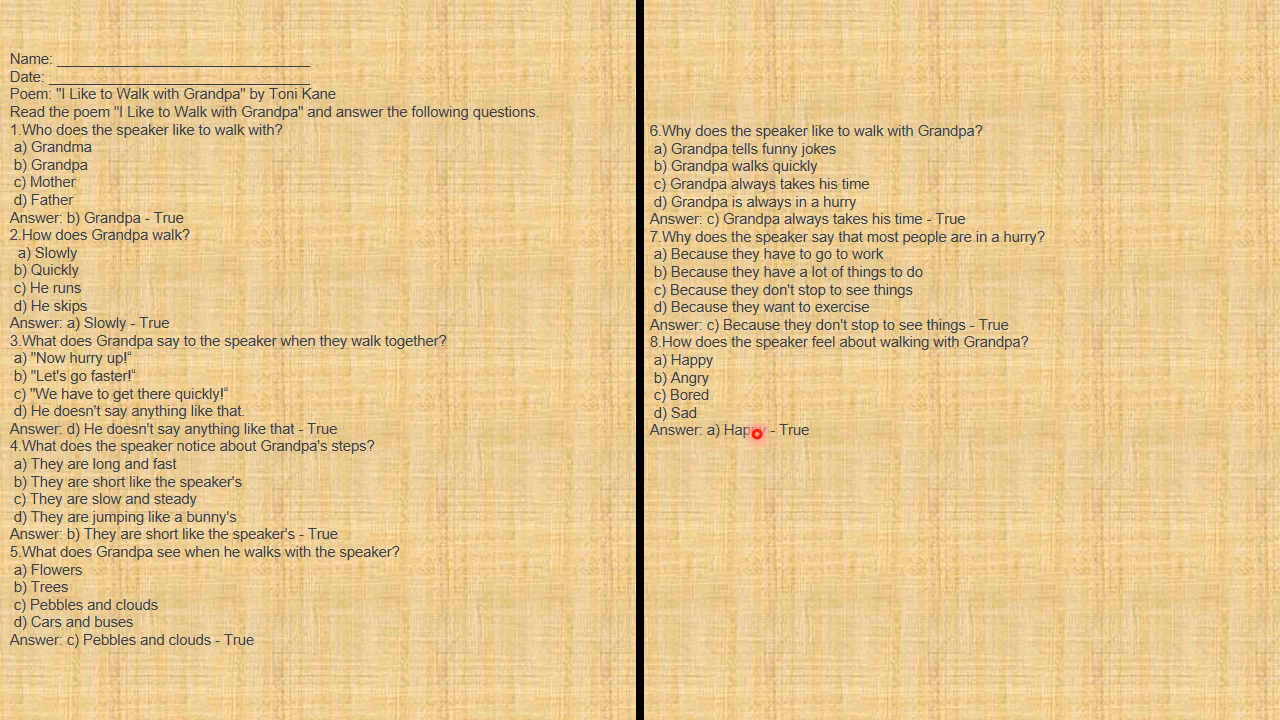 Name: ______________________________
Date: _______________________________
Poem: "I Like to Walk with Grandpa" by Toni Kane
Read the poem "I Like to Walk with Grandpa" and answer the following questions.
1.Who does the speaker like to walk with?
a) Grandma
b) Grandpa
c) Mother
d) Father
Answer: b) Grandpa - True
2.How does Grandpa walk?
a) Slowly
b) Quickly
c) He runs
d) He skips
Answer: a) Slowly - True
3.What does Grandpa say to the speaker when they walk together?
a) "Now hurry up!“
b) "Let's go faster!“
c) "We have to get there quickly!“
d) He doesn't say anything like that.
Answer: d) He doesn't say anything like that - True
4.What does the speaker notice about Grandpa's steps?
a) They are long and fast
b) They are short like the speaker's
c) They are slow and steady
d) They are jumping like a bunny's
Answer: b) They are short like the speaker's - True
5.What does Grandpa see when he walks with the speaker?
a) Flowers
b) Trees
c) Pebbles and clouds
d) Cars and buses
Answer: c) Pebbles and clouds - True
6.Why does the speaker like to walk with Grandpa?
a) Grandpa tells funny jokes
b) Grandpa walks quickly
c) Grandpa always takes his time
d) Grandpa is always in a hurry
Answer: c) Grandpa always takes his time - True
7.Why does the speaker say that most people are in a hurry?
a) Because they have to go to work
b) Because they have a lot of things to do
c) Because they don't stop to see things
d) Because they want to exercise
Answer: c) Because they don't stop to see things - True
8.How does the speaker feel about walking with Grandpa?
a) Happy
b) Angry
c) Bored
d) Sad
Answer: a) Happy - True